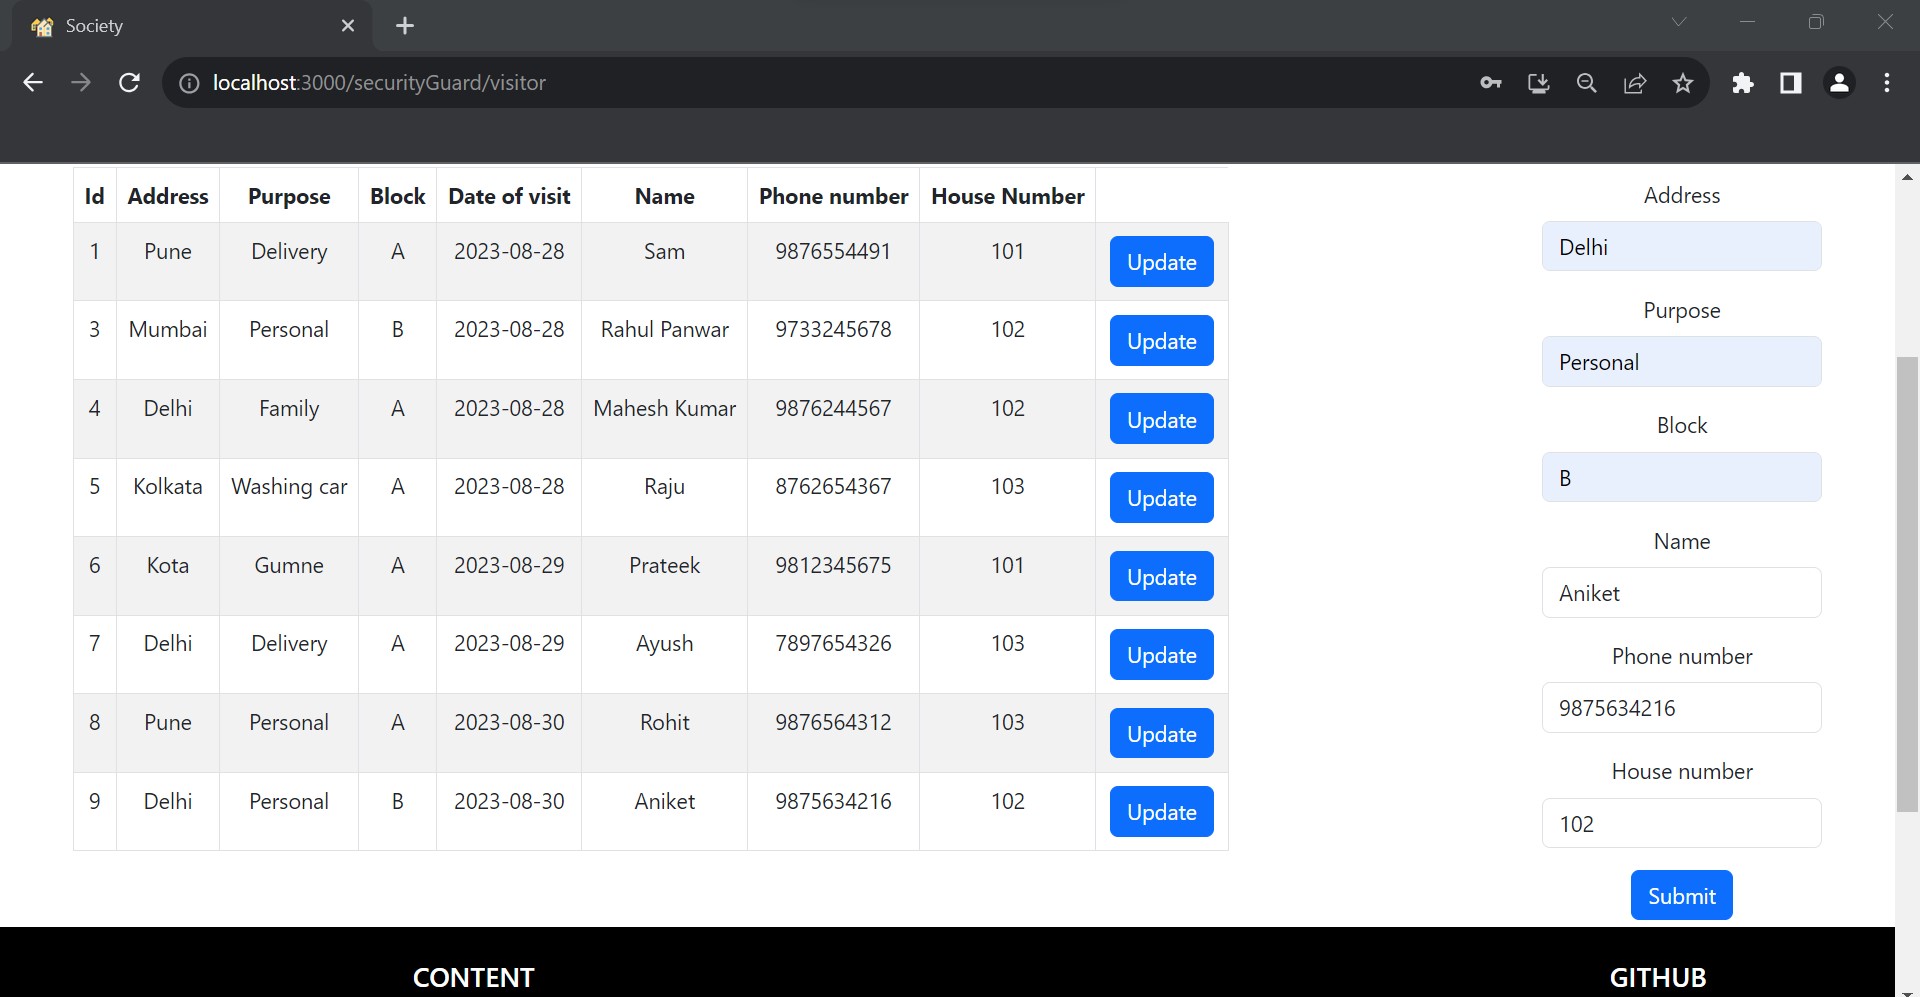 Society
localhost:3000/securityGuard/visitor
Id Address Purpose Block Date of visit Name Phone number House Number
1 Pune Delivery A 2023-08-28 Sam 9876554491 101 Update
3 Mumbai Personal B 2023-08-28 Rahul Panwar 9733245678 102 Update
4 Delhi Family A 2023-08-28 Mahesh Kumar 9876244567 102 Update
5 Kolkata Washing car A 2023-08-28 Raju 8762654367 103 Update
6 Kota Gumne A 2023-08-29 Prateek 9812345675 101 Update
7 Delhi Delivery A 2023-08-29 Ayush 7897654326 103 Update
8 Pune Personal A 2023-08-30 Rohit 9876564312 103 Update
9 Delhi Personal B 2023-08-30 Aniket 9875634216 102 Update
Address
Delhi
Purpose
Personal
Block
B
Name
Aniket
Phone number
9875634216
House number
102
Submit
CONTENT
GITHUB